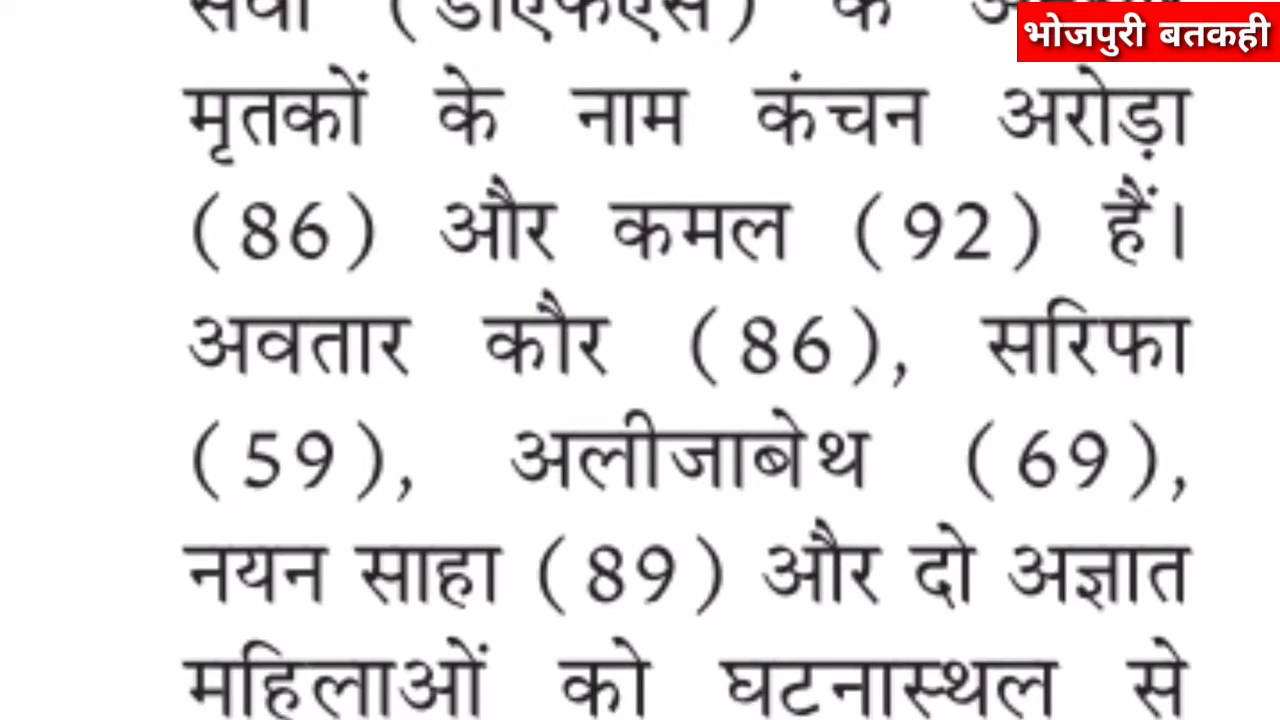 सेवा (डीएफएस) के
भोजपुरी बतकही
मृतकों के नाम कंचन अरोड़ा
(86) और कमल (92) हैं।
अवतार कौर (86), सरिफा
(59), अलीजाबेथ (69),
नयन साहा (89) और दो अज्ञात
महिलाओं को घटनास्थल से